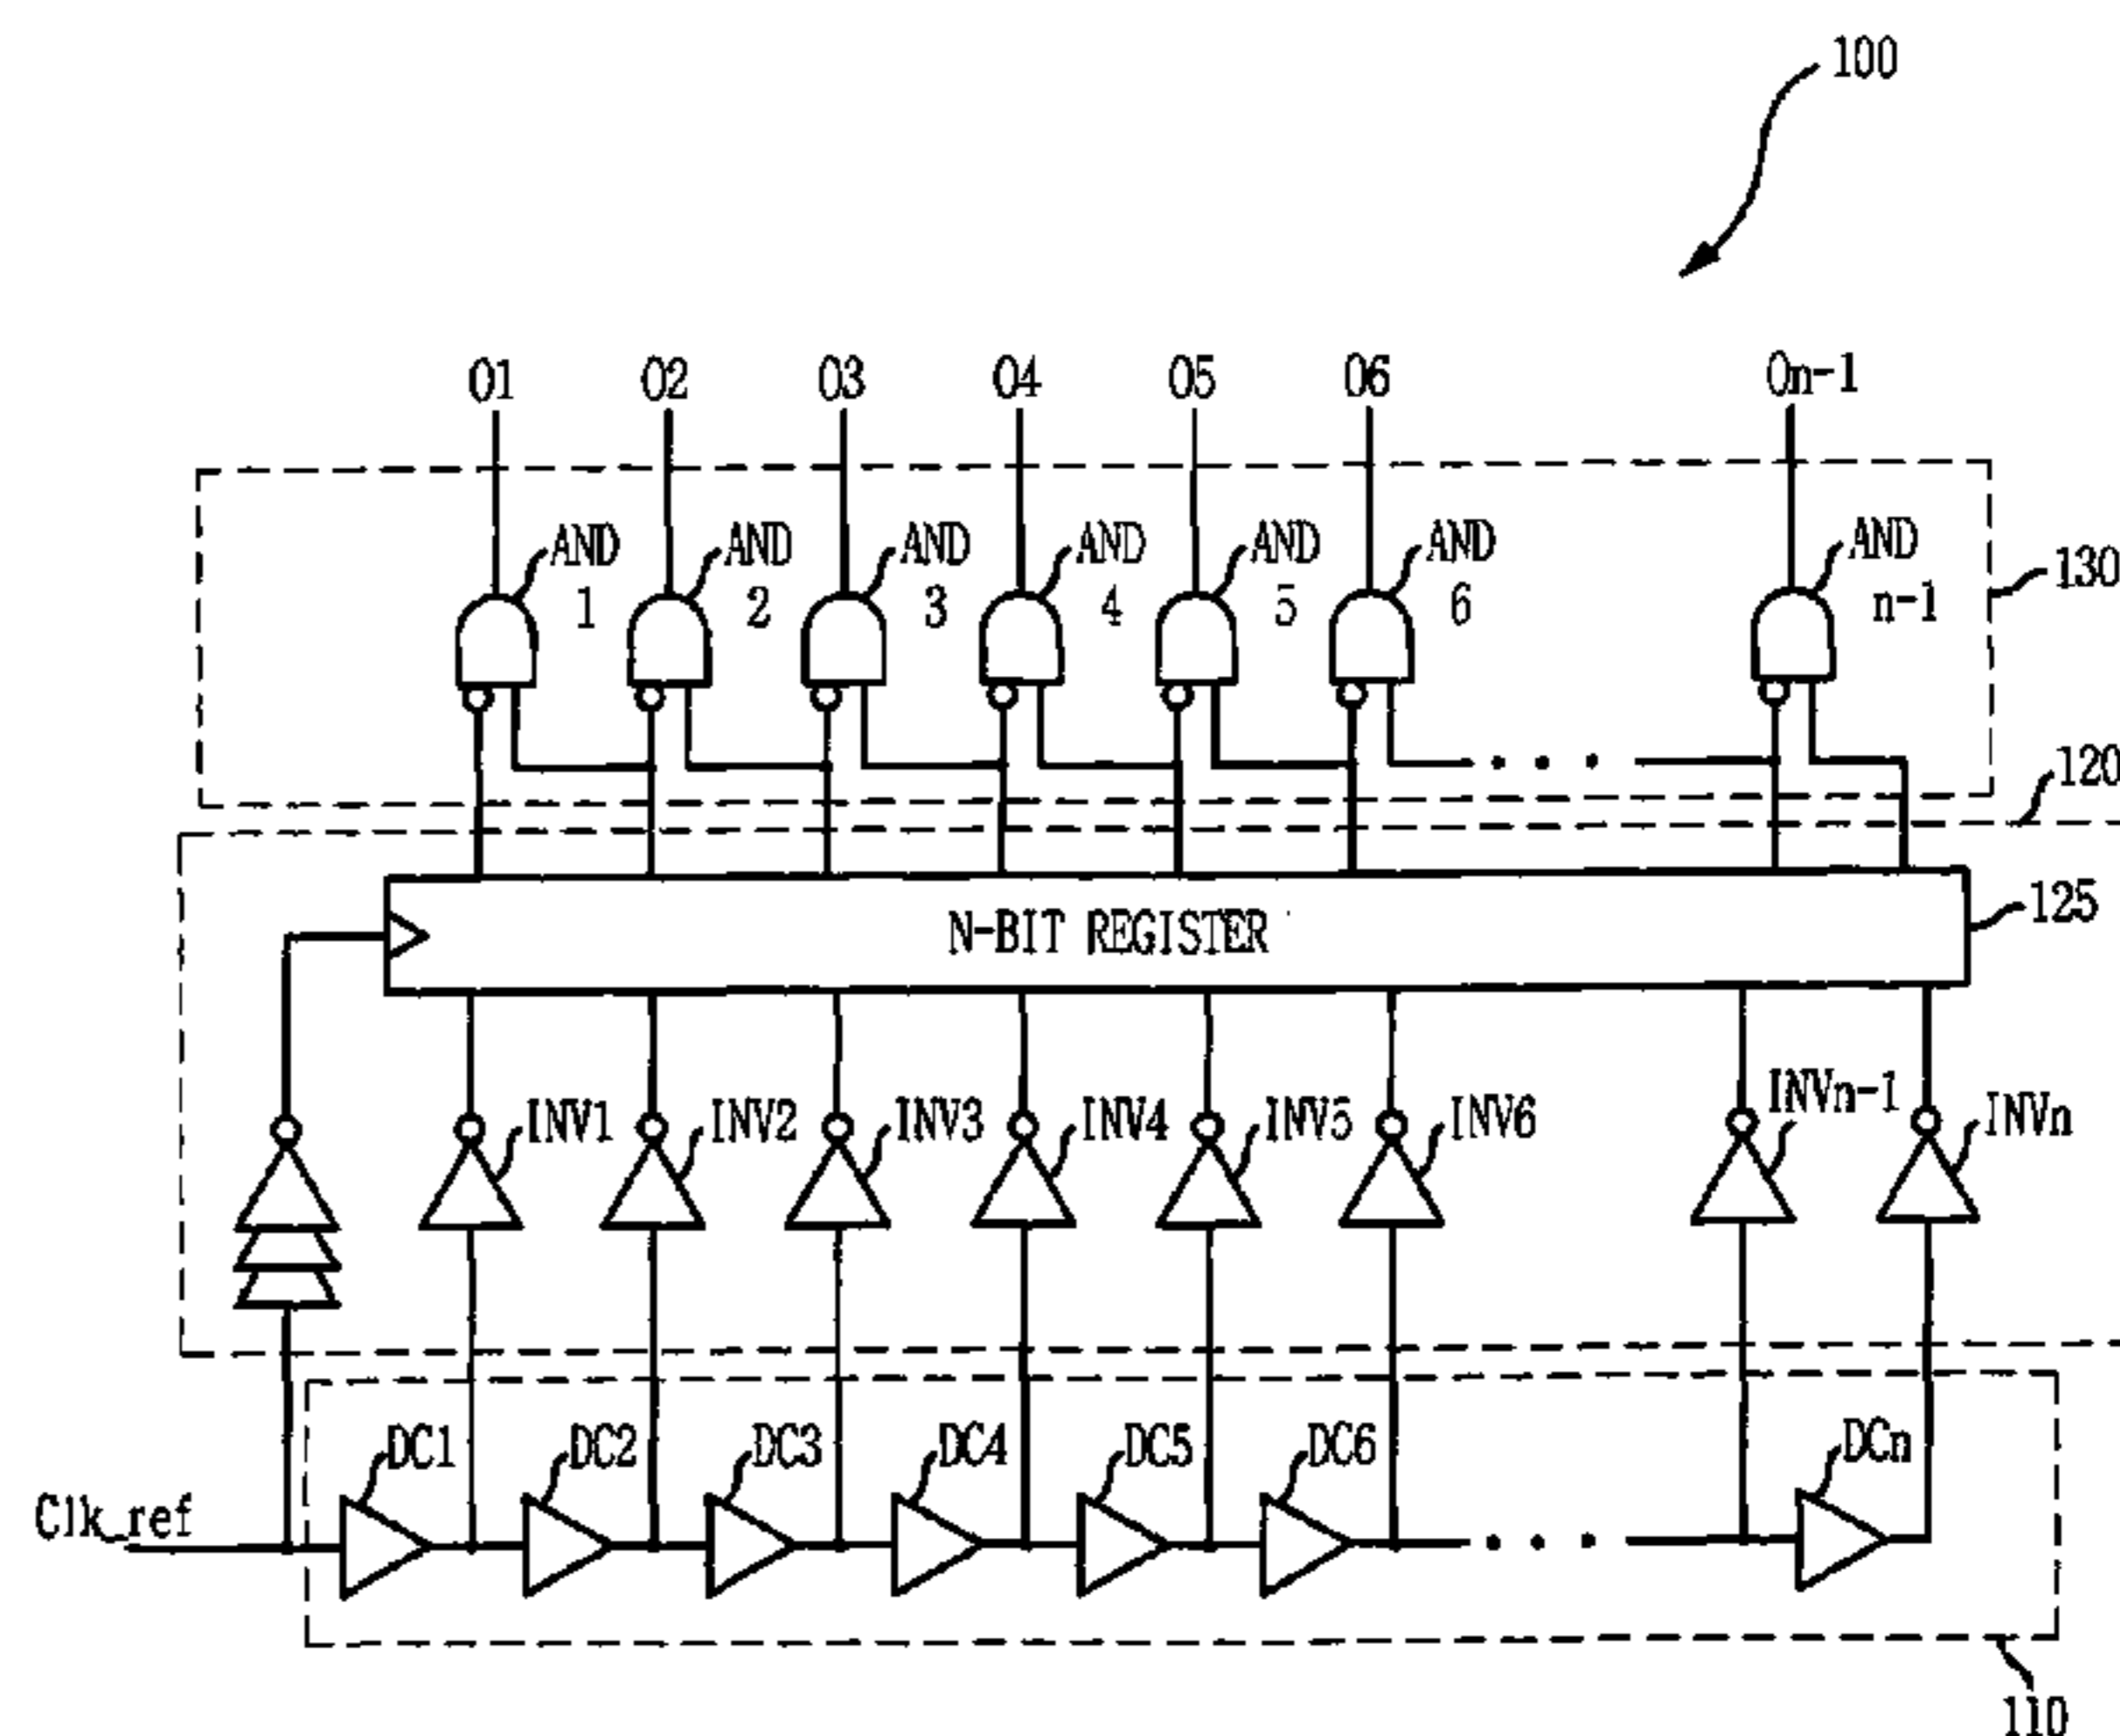 100
O1 O2 O3 O4 O5 O6 On-1
AND AND AND AND AND AND AND
1 2 3 4 5 6 n-1
130
120
N-BIT REGISTER
125
INV1 INV2 INV3 INV4 INV5 INV6 INVn-1 INVn
DC1 DC2 DC3 DC4 DC5 DC6 DCn
Clk_ref
110